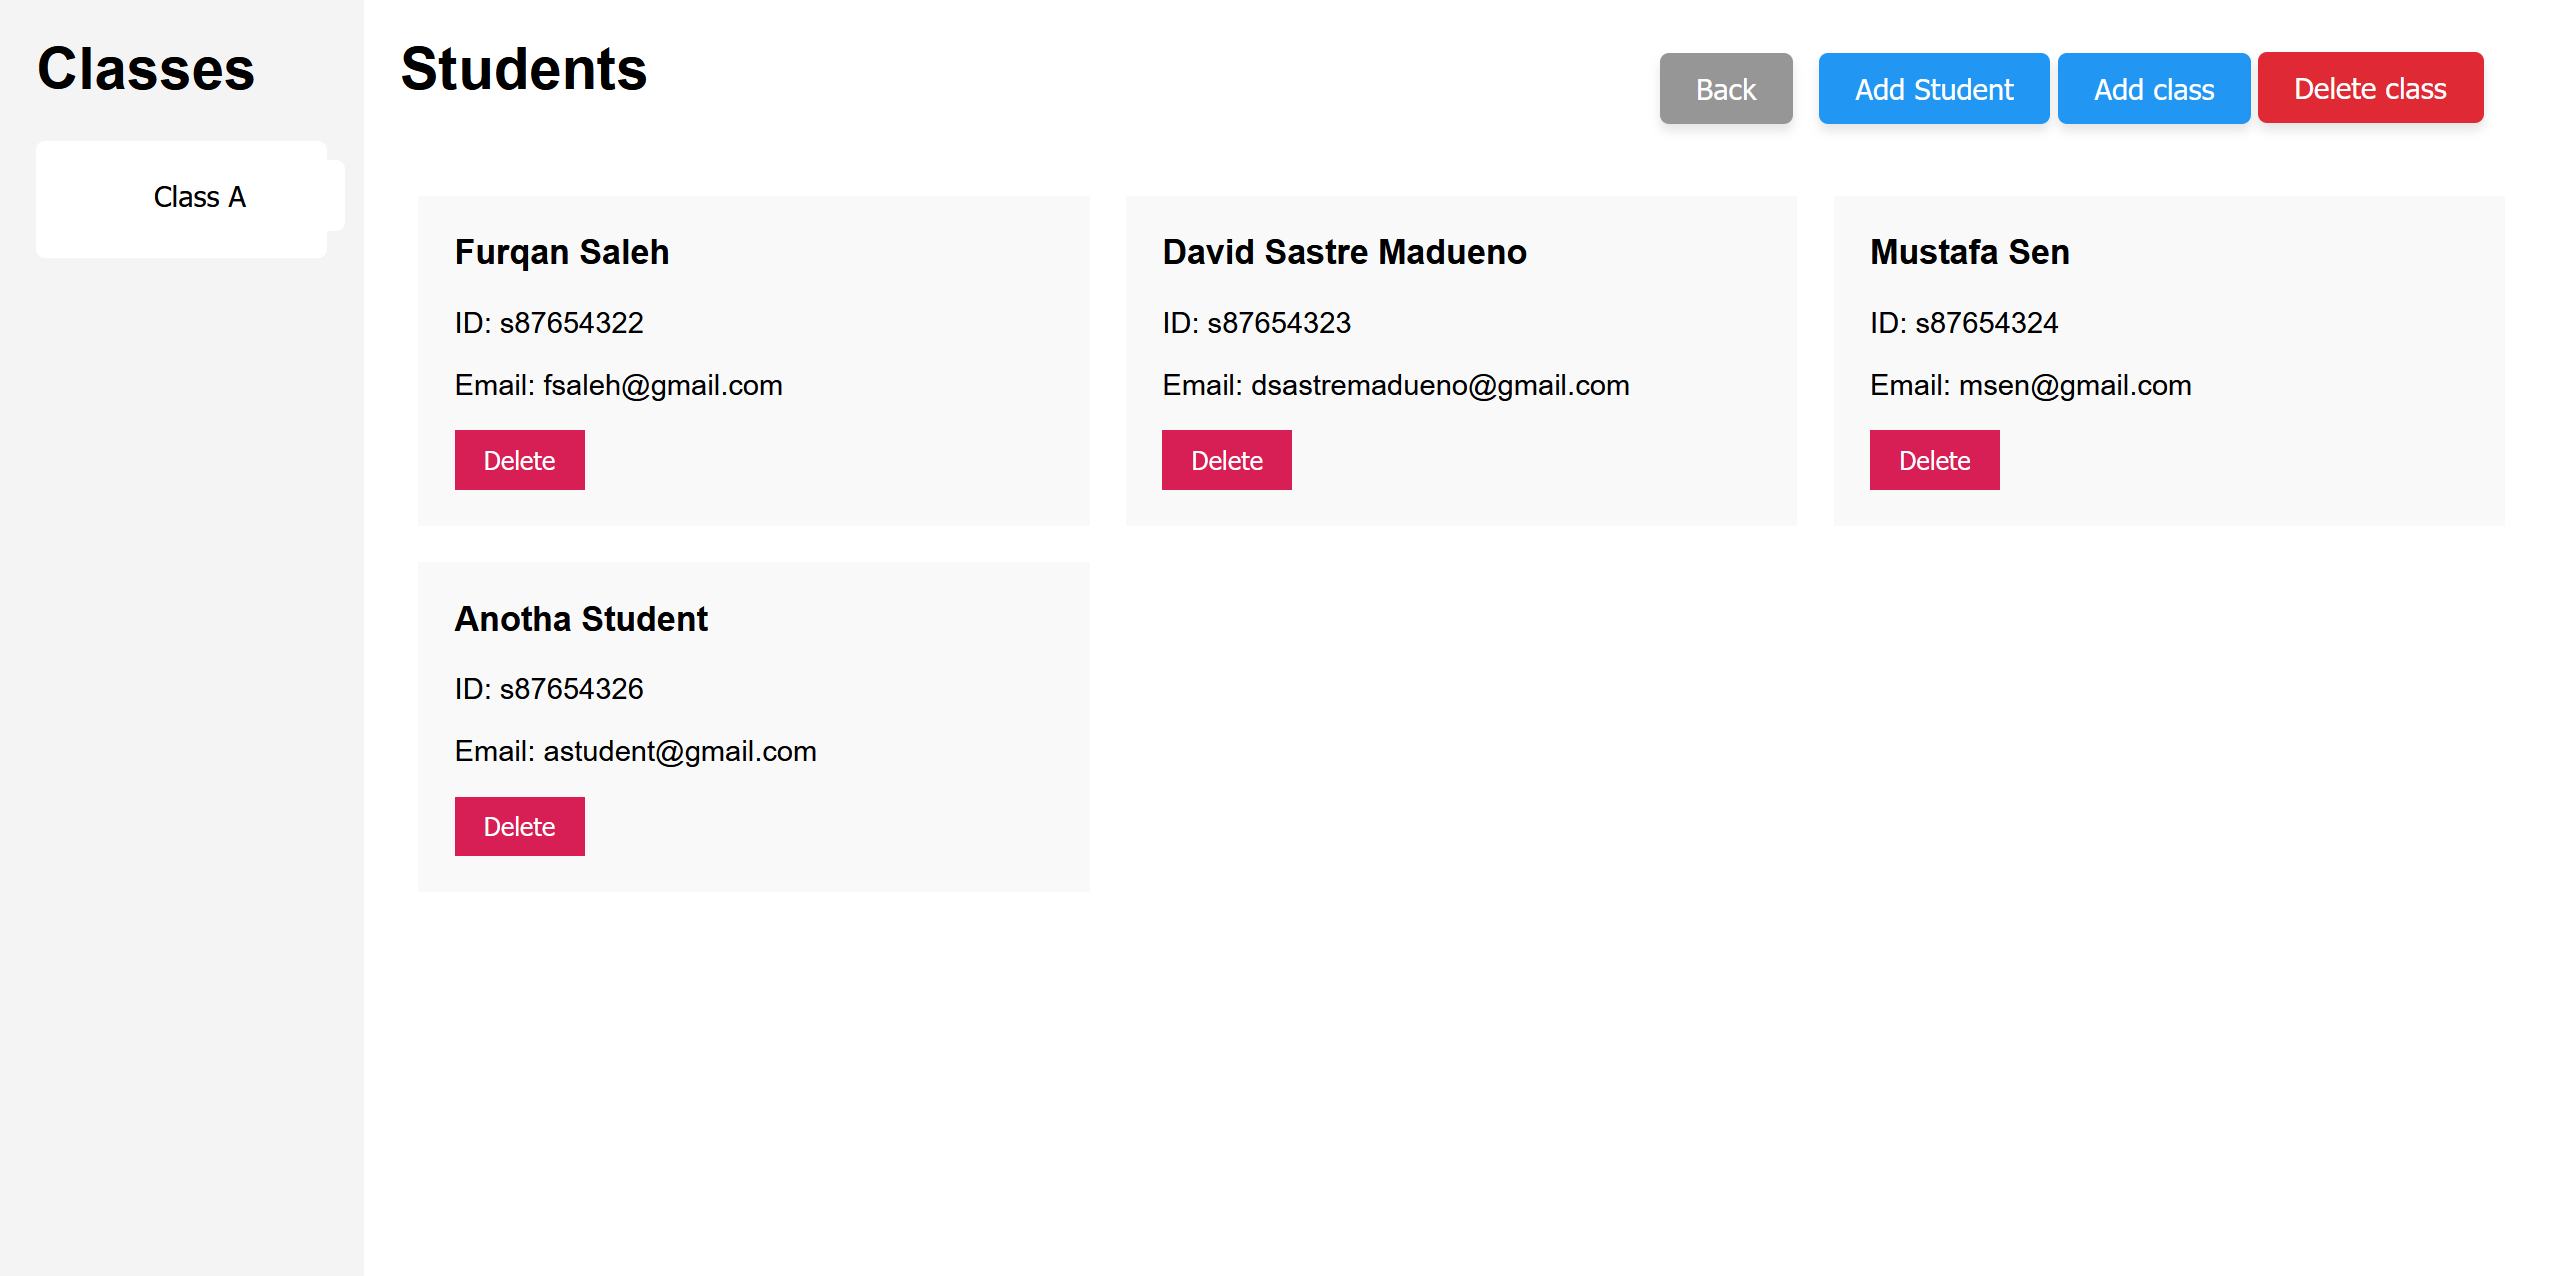 Classes
Class A
Students
Back
Add Student
Add class
Delete class
Furqan Saleh
ID: s87654322
Email: fsaleh@gmail.com
Delete
David Sastre Madueno
ID: s87654323
Email: dsastremadueno@gmail.com
Delete
Mustafa Sen
ID: s87654324
Email: msen@gmail.com
Delete
Anotha Student
ID: s87654326
Email: astudent@gmail.com
Delete